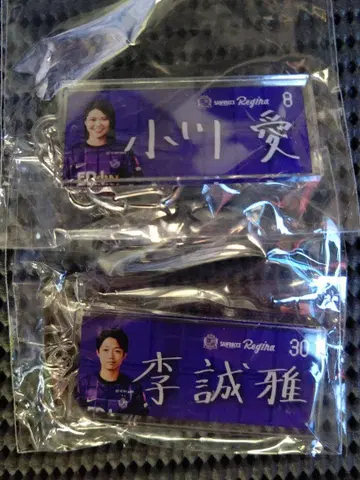 SANFRECCE Regina 8
小川 愛
SANFRECCE Regina 30
李誠雅